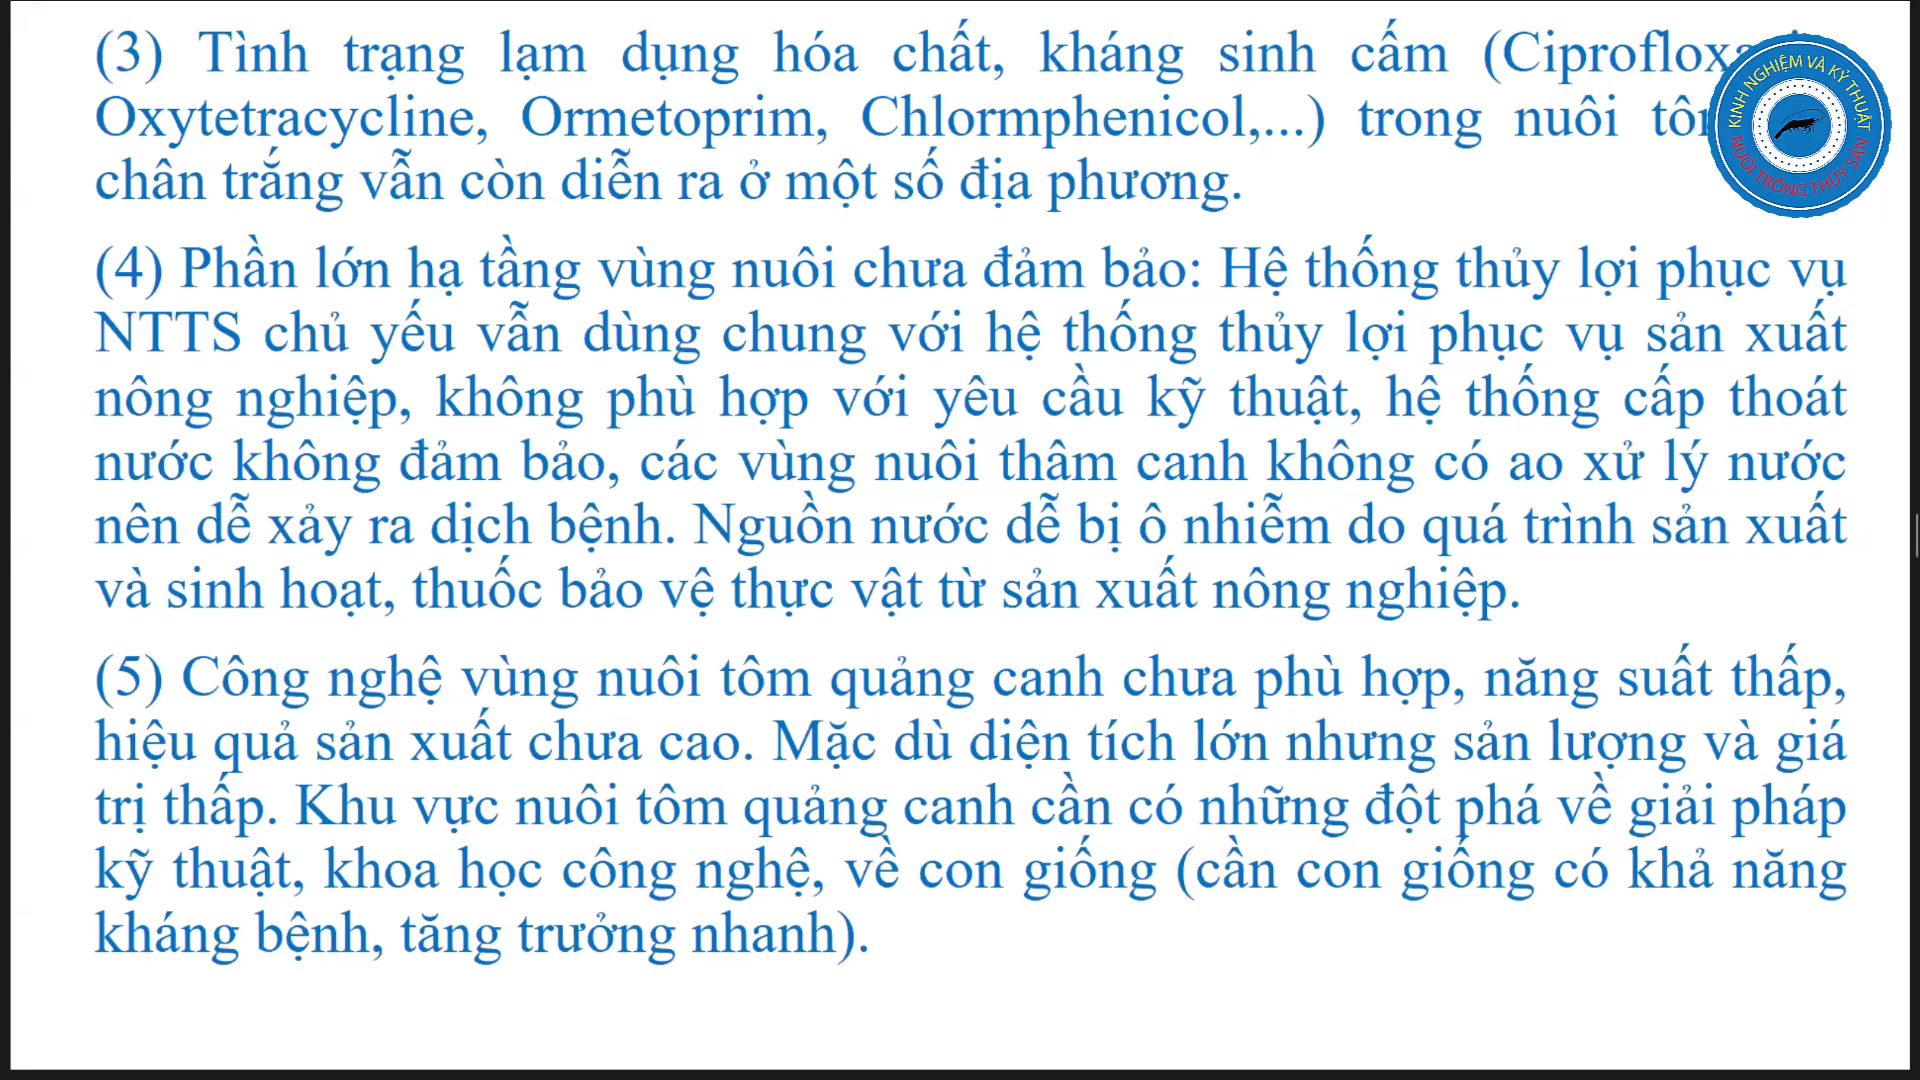 (3) Tình trạng lạm dụng hóa chất, kháng sinh cấm
Oxytetracycline, Ormetoprim, Chlormphenicol,...) trong nuôi
chân trắng vẫn còn diễn ra ở một số địa phương.
(4) Phần lớn hạ tầng vùng nuôi chưa đảm bảo: Hệ thống thủy lợi phục vụ
NTTS chủ yếu vẫn dùng chung với hệ thống thủy lợi phục vụ sản xuất
nông nghiệp, không phù hợp với yêu cầu kỹ thuật, hệ thống cấp thoát
nước không đảm bảo, các vùng nuôi thâm canh không có ao xử lý nước
nên dễ xảy ra dịch bệnh. Nguồn nước dễ bị ô nhiễm do quá trình sản xuất
và sinh hoạt, thuốc bảo vệ thực vật từ sản xuất nông nghiệp.
(5) Công nghệ vùng nuôi tôm quảng canh chưa phù hợp, năng suất thấp,
hiệu quả sản xuất chưa cao. Mặc dù diện tích lớn nhưng sản lượng và giá
trị thấp. Khu vực nuôi tôm quảng canh cần có những đột phá về giải pháp
kỹ thuật, khoa học công nghệ, về con giống (cần con giống có khả năng
kháng bệnh, tăng trưởng nhanh).
KINH NGHIỆM VÀ KỸ THUẬT
NUÔI TRỒNG THỦY SẢN